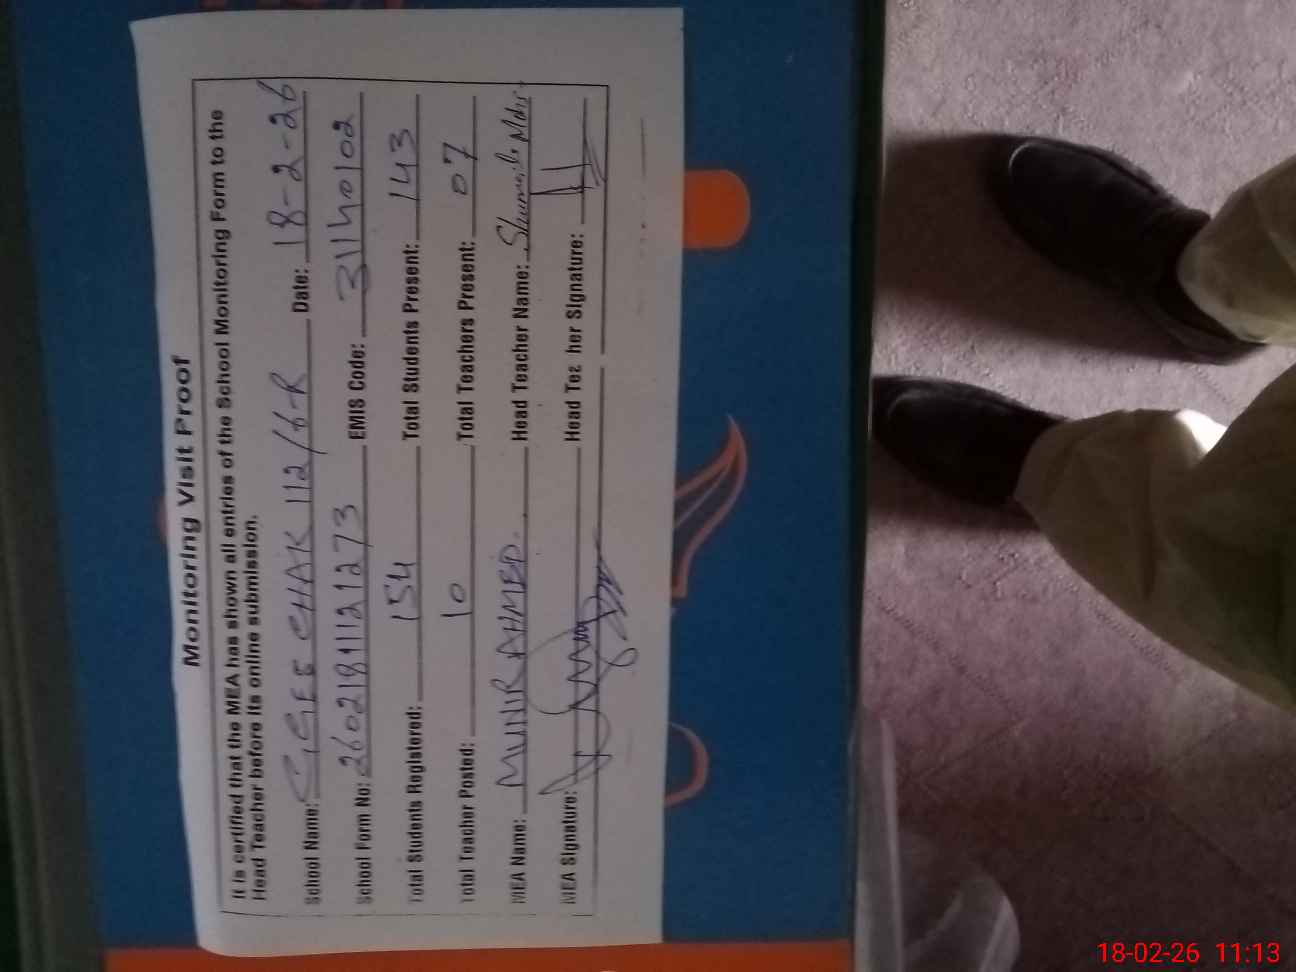 Monitoring Visit Proof
It is certified that the MEA has shown all entries of the School Monitoring Form to the
Head Teacher before its online submission.
School Name: GGES CHAK 112/6-R Date: 18-2-26
School Form No: 26021811121273 EMIS Code: 31140102
Total Students Registered: 154 Total Students Present: 143
Total Teacher Posted: 10 Total Teachers Present: 07
MEA Name: MUNIR AHMED. Head Teacher Name:
MEA Signature: Head Teacher Signature:
18-02-26 11:13